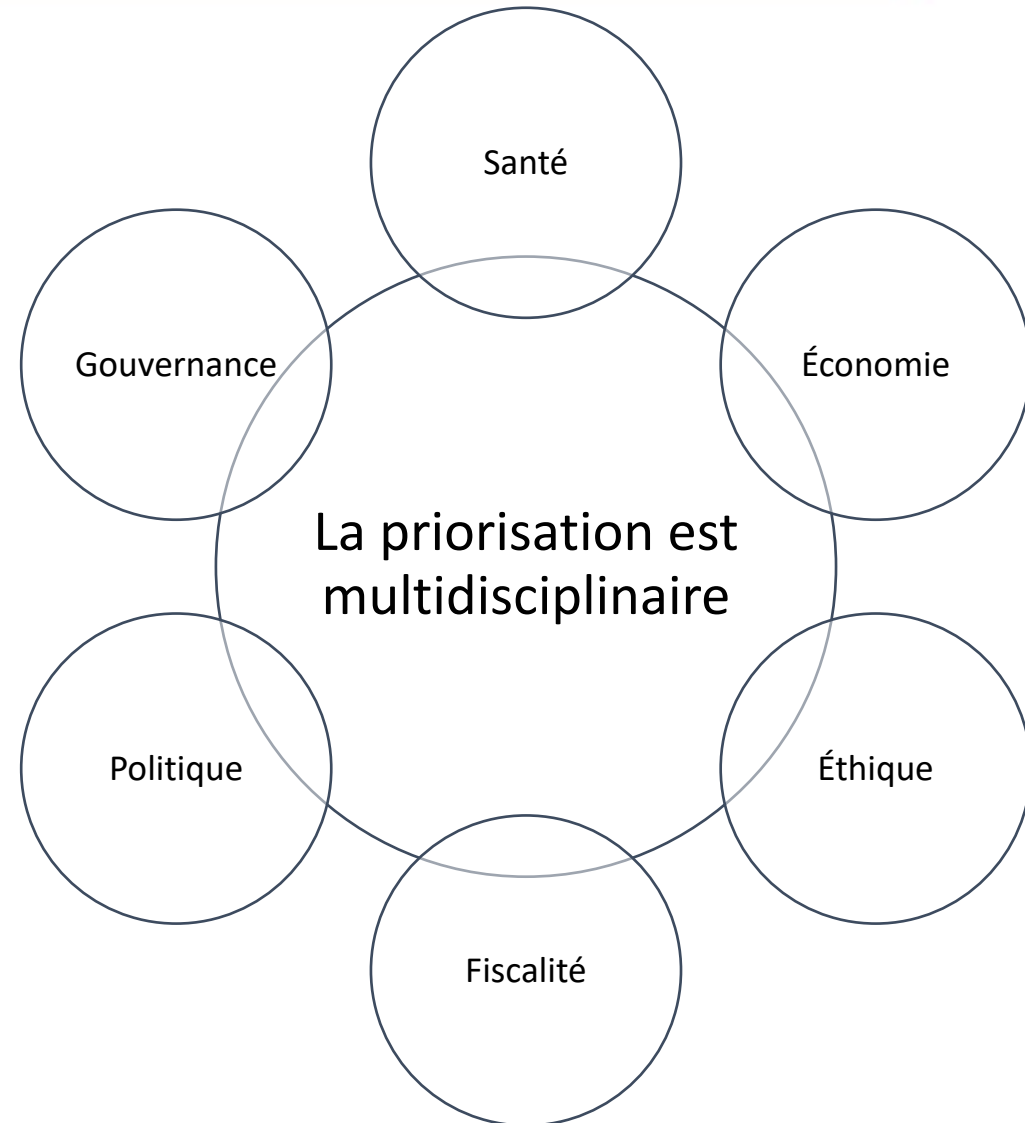 Santé
Gouvernance
Économie
La priorisation est
multidisciplinaire
Politique
Éthique
Fiscalité